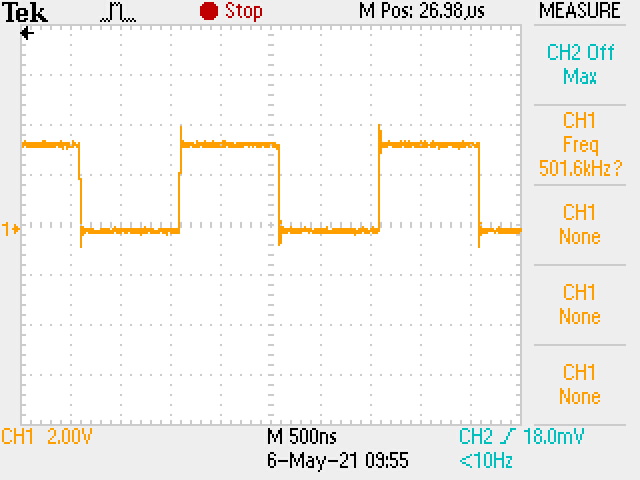 Tek Stop M Pos: 26.98µs MEASURE
CH2 Off
Max
CH1
Freq
501.6kHz?
CH1
None
CH1
None
CH1
None
1
CH1 2.00V M 500ns CH2 18.0mV
6-May-21 09:55 <10Hz